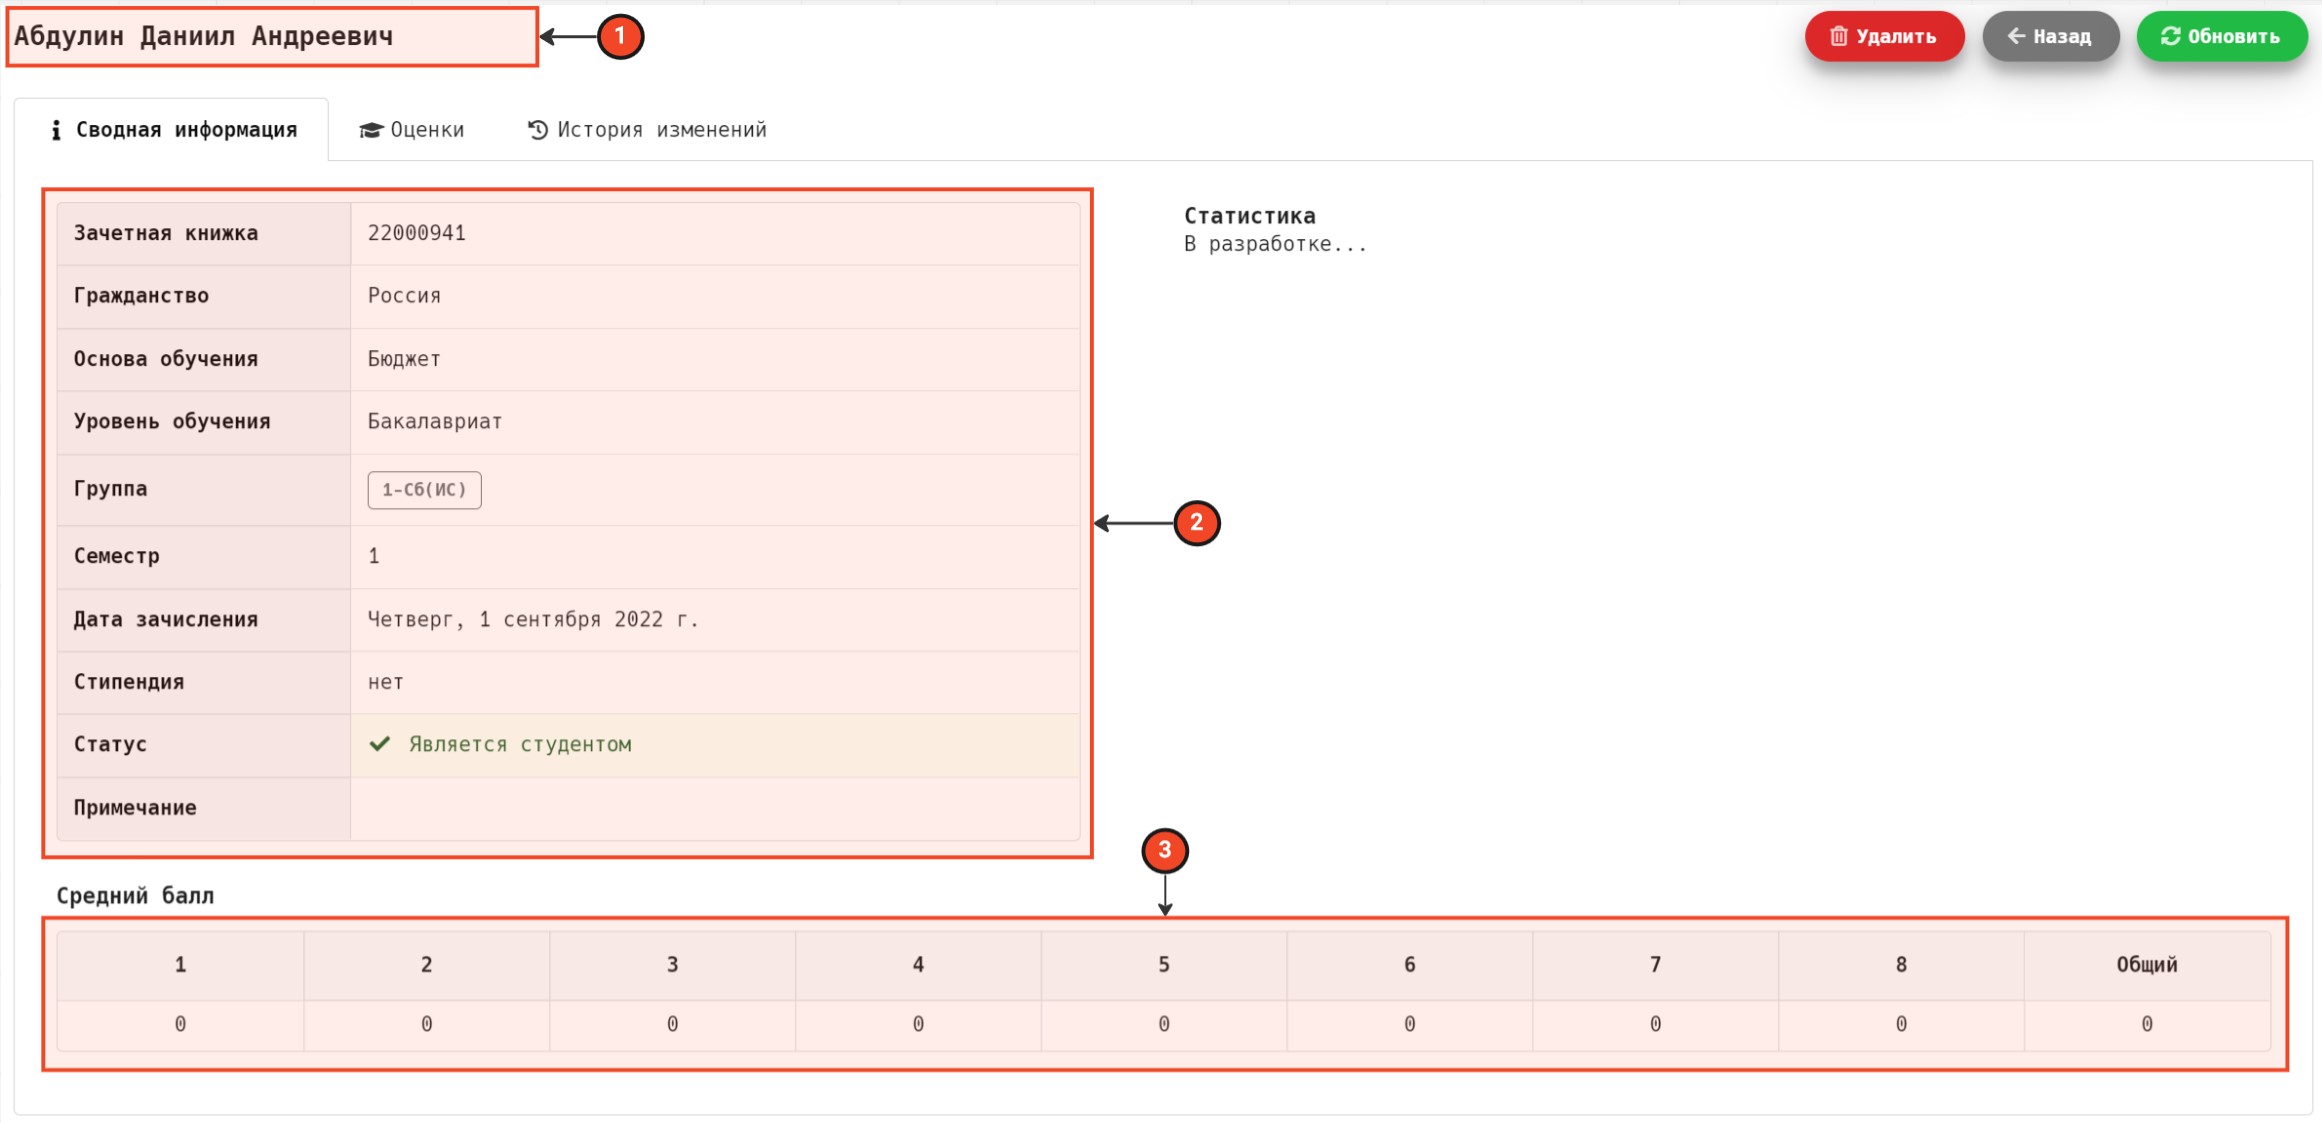 Абдулин Даниил Андреевич
1
Удалить
Назад
Обновить
Сводная информация
Оценки
История изменений
Зачетная книжка 22000941
Гражданство Россия
Основа обучения Бюджет
Уровень обучения Бакалавриат
Группа 1-Сб(ИС)
Семестр 1
Дата зачисления Четверг, 1 сентября 2022 г.
Стипендия нет
Статус Является студентом
Примечание
Статистика
В разработке...
2
3
Средний балл
1 2 3 4 5 6 7 8 Общий
0 0 0 0 0 0 0 0 0